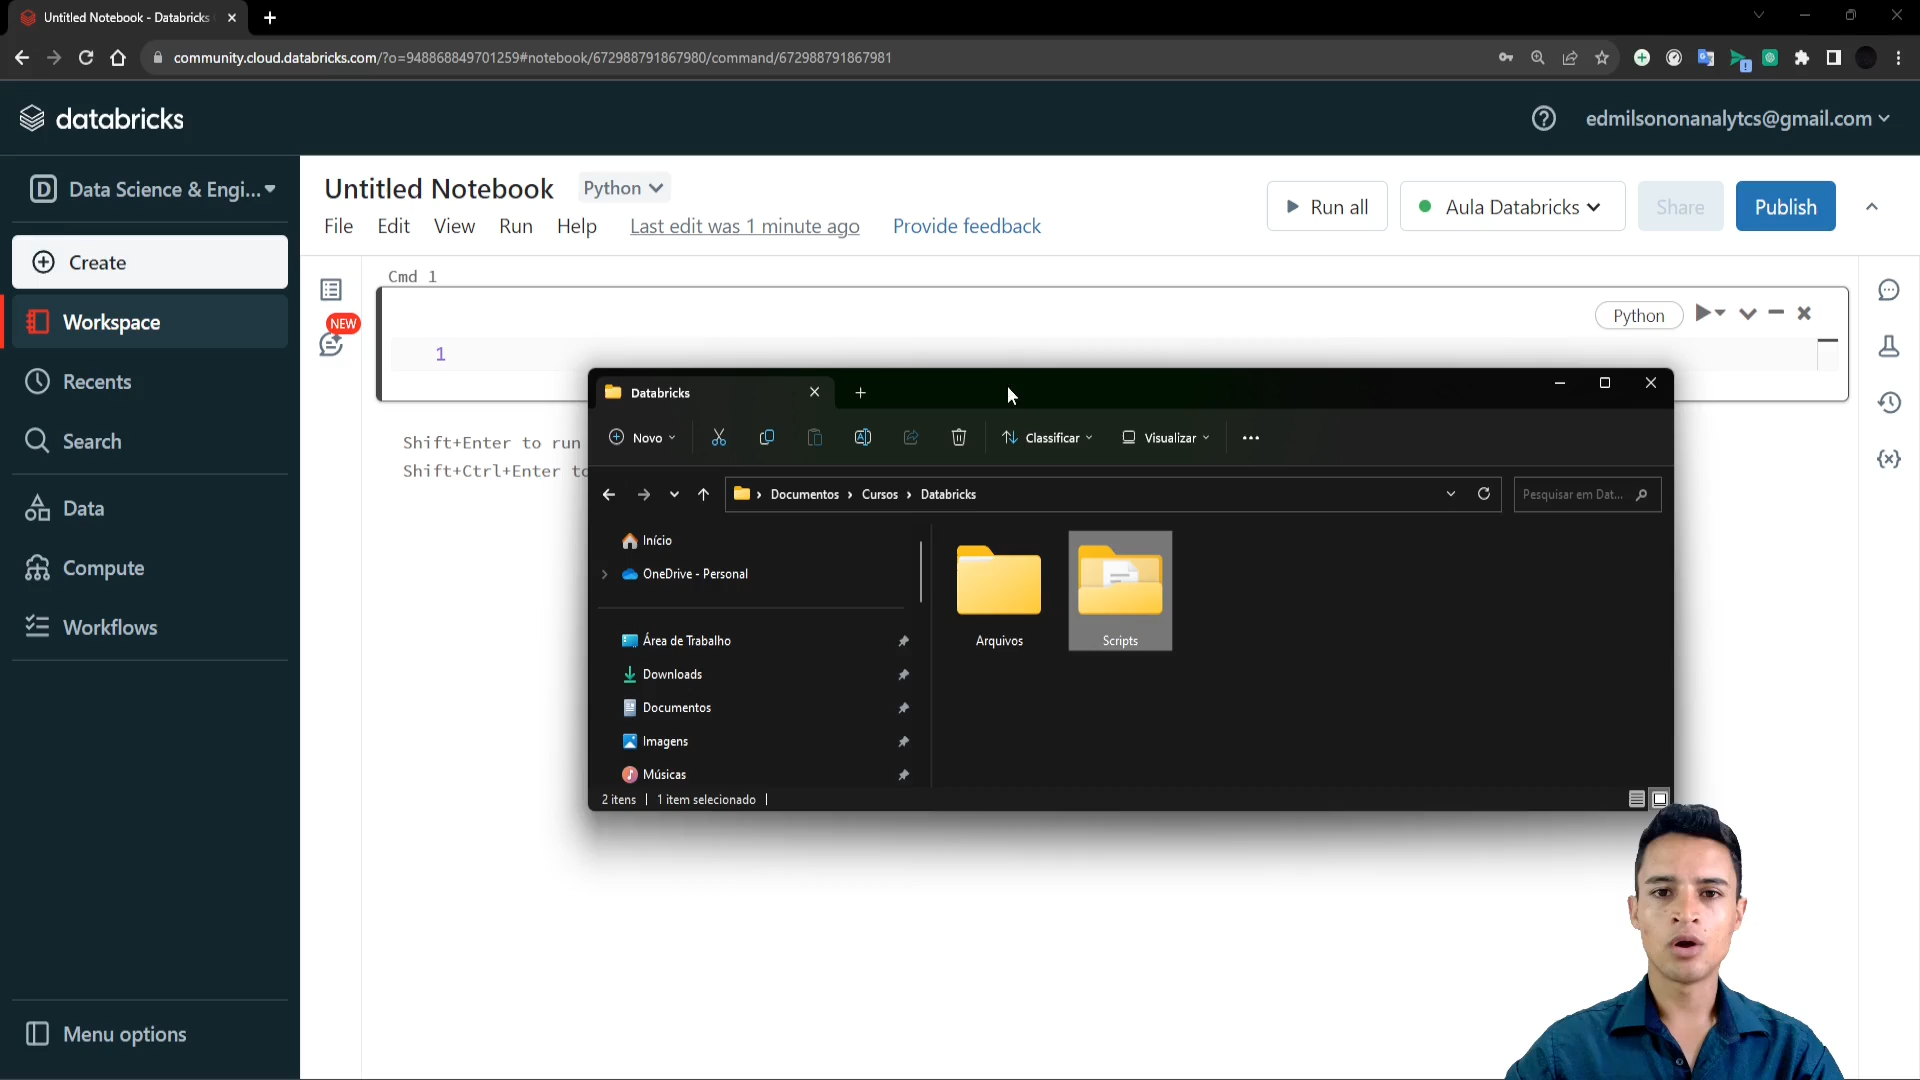 Untitled Notebook - Databricks
community.cloud.databricks.com/?o=948868849701259#notebook/672988791867980/command/672988791867981
databricks
edmilsononanalytcs@gmail.com
Data Science & Engi...
Untitled Notebook
Python
File Edit View Run Help Last edit was 1 minute ago Provide feedback
Run all
Aula Databricks
Share
Publish
Create
Workspace
Recents
Search
Data
Compute
Workflows
Menu options
NEW
Cmd 1
Python
1
Shift+Enter to run
Shift+Ctrl+Enter to
Databricks
Novo
Classificar
Visualizar
Documentos > Cursos > Databricks
Pesquisar em Dat...
Início
OneDrive - Personal
Área de Trabalho
Downloads
Documentos
Imagens
Músicas
Arquivos
Scripts
2 itens
1 item selecionado